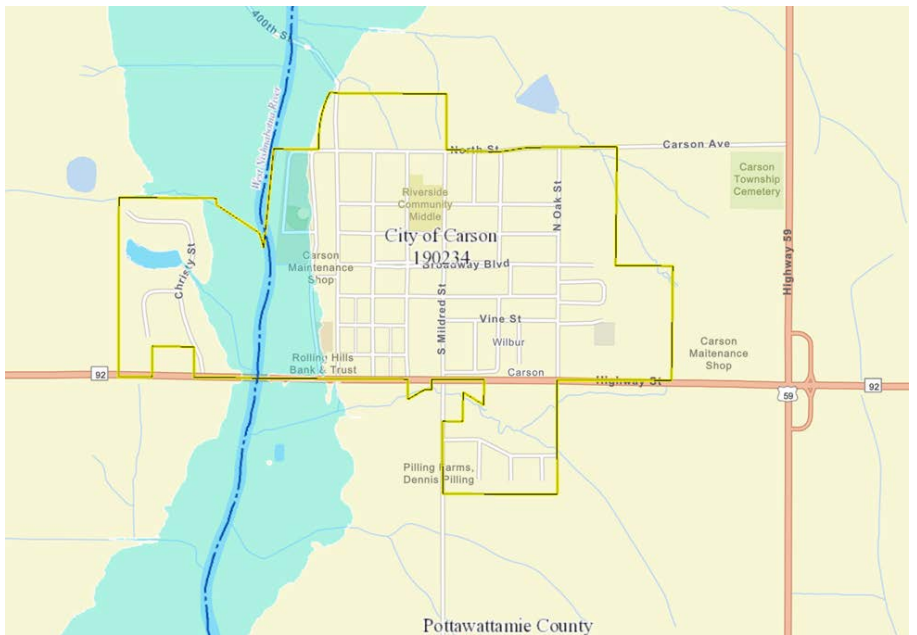 400th St
West Nishnabotna River
North St
Carson Ave
Carson
Township
Cemetery
Riverside
Community
Middle
N Oak St
City of Carson
190234
Highway 59
Christy St
Carson
Maintenance
Shop
Broadway Blvd
S Mildred St
Vine St
Wilbur
Carson
Maitenance
Shop
Rolling Hills
Bank & Trust
92
Carson
Highway St
59
92
Pilling Farms,
Dennis Pilling
Pottawattamie County